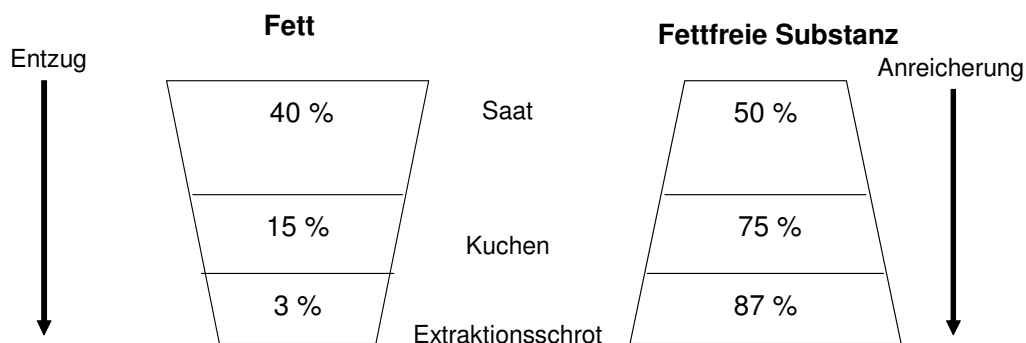 Fett
Fettfreie Substanz
Entzug
Anreicherung
40 %
Saat
50 %
15 %
Kuchen
75 %
3 %
Extraktionsschrot
87 %